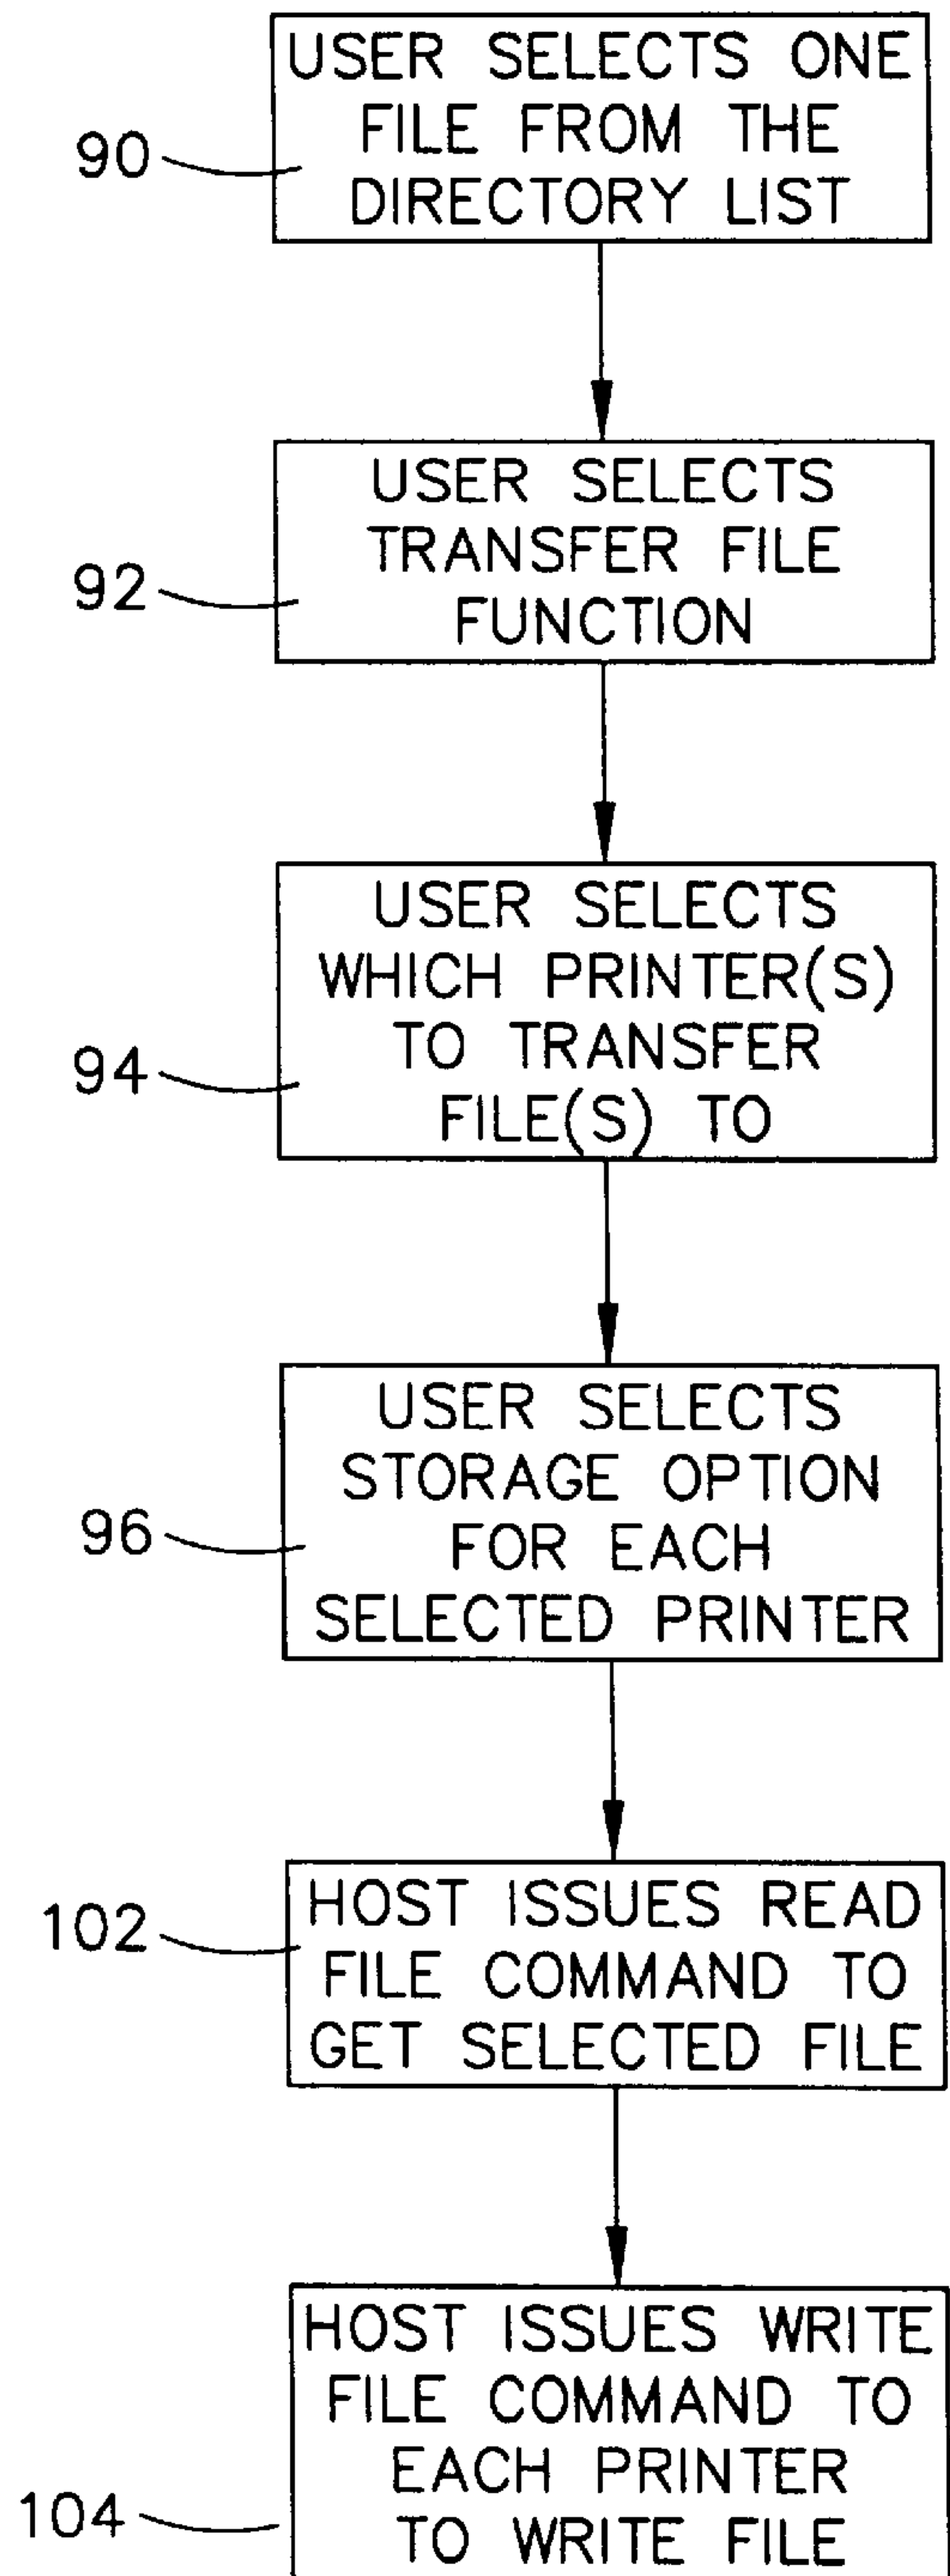 USER SELECTS ONE
FILE FROM THE
DIRECTORY LIST
90
USER SELECTS
TRANSFER FILE
FUNCTION
92
USER SELECTS
WHICH PRINTER(S)
TO TRANSFER
FILE(S) TO
94
USER SELECTS
STORAGE OPTION
FOR EACH
SELECTED PRINTER
96
HOST ISSUES READ
FILE COMMAND TO
GET SELECTED FILE
102
HOST ISSUES WRITE
FILE COMMAND TO
EACH PRINTER
TO WRITE FILE
104